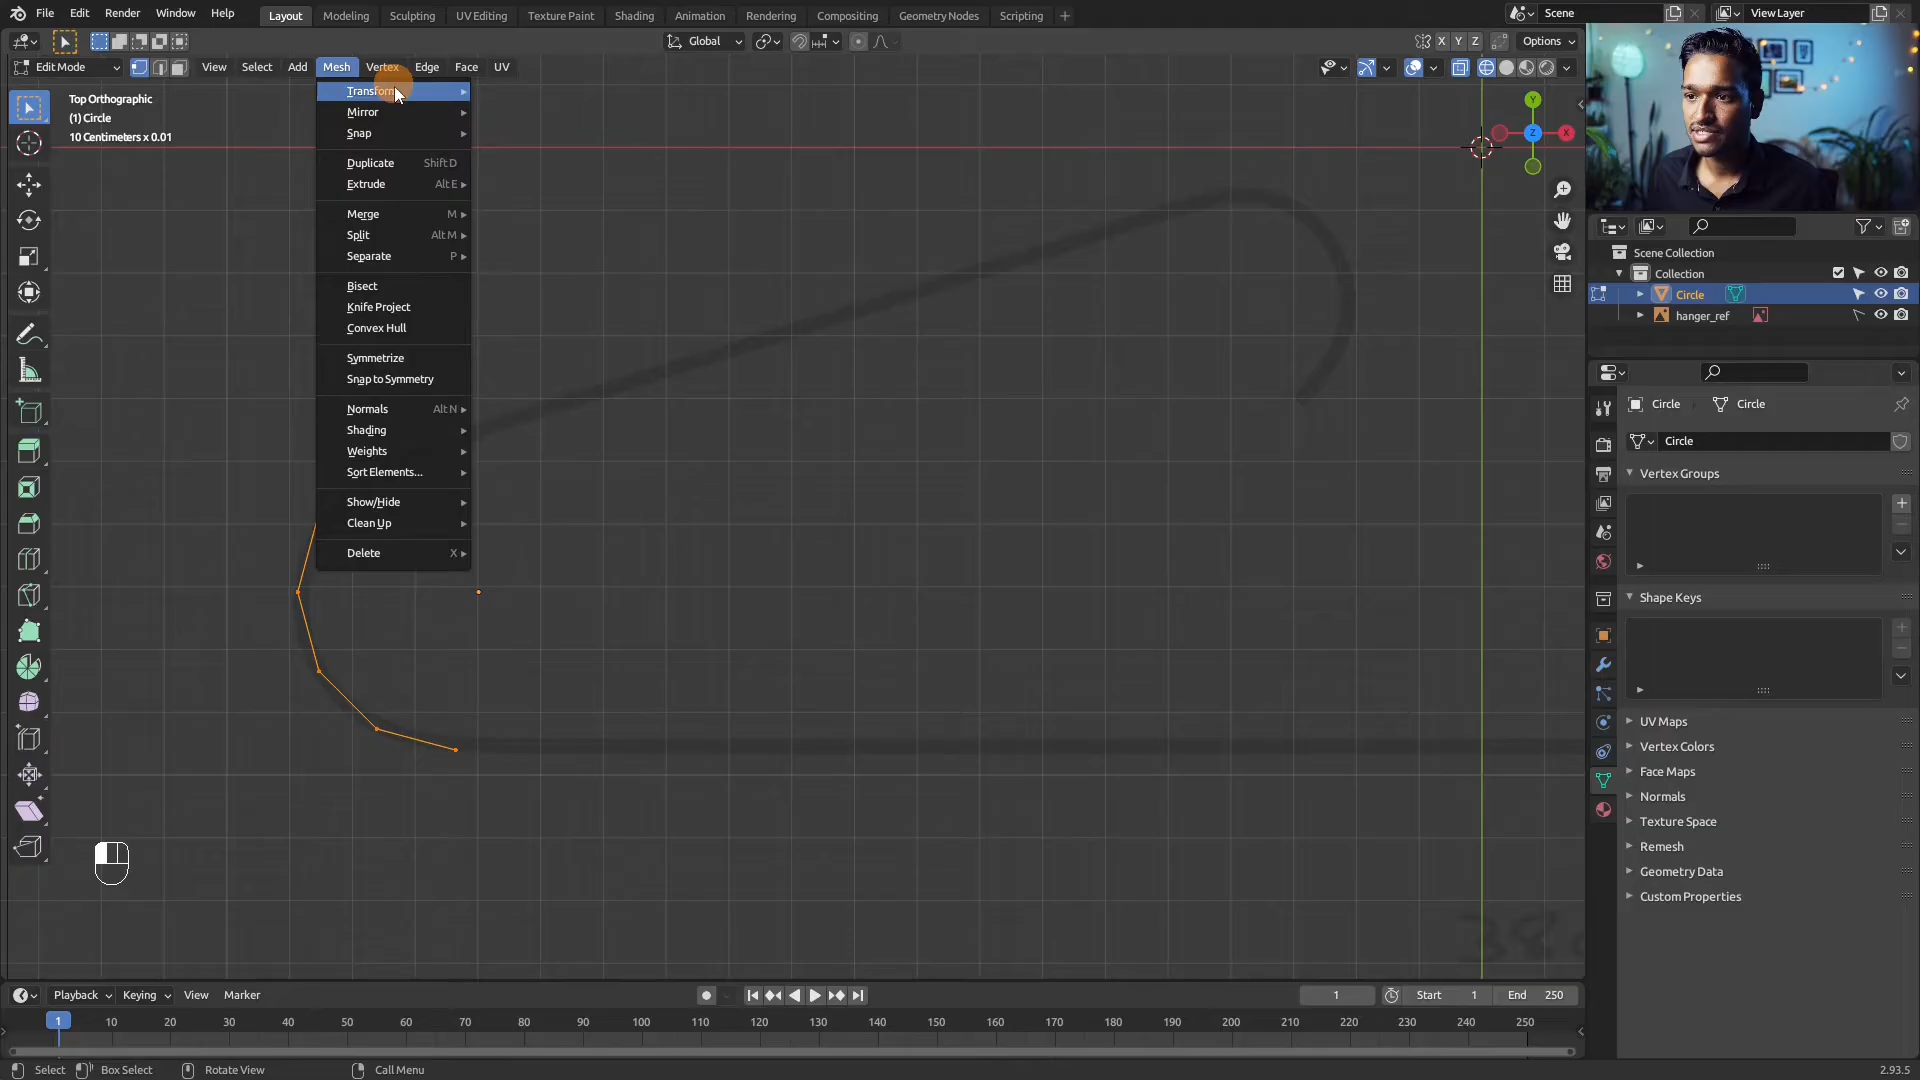 File Edit Render Window Help Layout Modeling Sculpting UV Editing Texture Paint Shading Animation Rendering Compositing Geometry Nodes Scripting + Scene View Layer
Global X Y Z Options
Edit Mode View Select Add Mesh Vertex Edge Face UV
Top Orthographic
(1) Circle
10 Centimeters x 0.01
Transform
Mirror
Snap
Duplicate Shift D
Extrude Alt E
Merge M
Split Alt M
Separate P
Bisect
Knife Project
Convex Hull
Symmetrize
Snap to Symmetry
Normals Alt N
Shading
Weights
Sort Elements...
Show/Hide
Clean Up
Delete X
Y
Z X
Scene Collection
Collection
Circle
hanger_ref
Circle Circle
Circle
Vertex Groups
Shape Keys
UV Maps
Vertex Colors
Face Maps
Normals
Texture Space
Remesh
Geometry Data
Custom Properties
Playback Keying View Marker 1 Start 1 End 250
1 10 20 30 40 50 60 70 80 90 100 110 120 130 140 150 160 170 180 190 200 210 220 230 240 250
Select Box Select Rotate View Call Menu 2.93.5